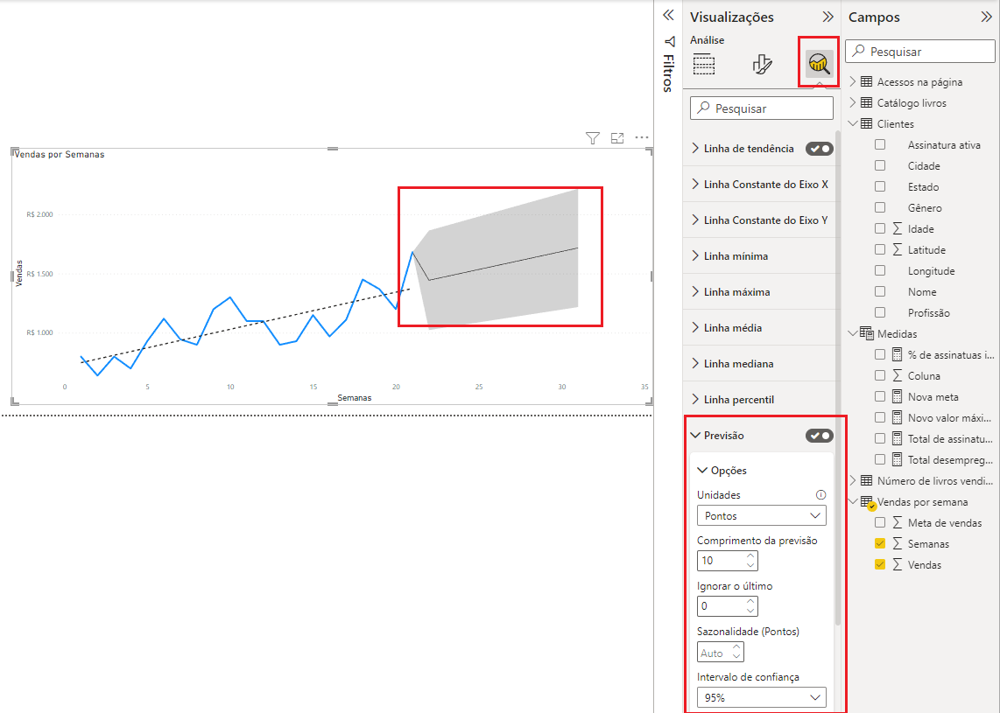 Vendas por Semanas
R$ 2.000
R$ 1.500
R$ 1.000
Vendas
0
5
10
15
20
25
30
35
Semanas
Filtros
Visualizações
Análise
Pesquisar
Linha de tendência
Linha Constante do Eixo X
Linha Constante do Eixo Y
Linha mínima
Linha máxima
Linha média
Linha mediana
Linha percentil
Previsão
Opções
Unidades
Pontos
Comprimento da previsão
10
Ignorar o último
0
Sazonalidade (Pontos)
Auto
Intervalo de confiança
95%
Campos
Pesquisar
Acessos na página
Catálogo livros
Clientes
Assinatura ativa
Cidade
Estado
Gênero
Idade
Latitude
Longitude
Nome
Profissão
Medidas
% de assinatuas i...
Coluna
Nova meta
Novo valor máxi...
Total de assinatu...
Total desempreg...
Número de livros vendi...
Vendas por semana
Meta de vendas
Semanas
Vendas